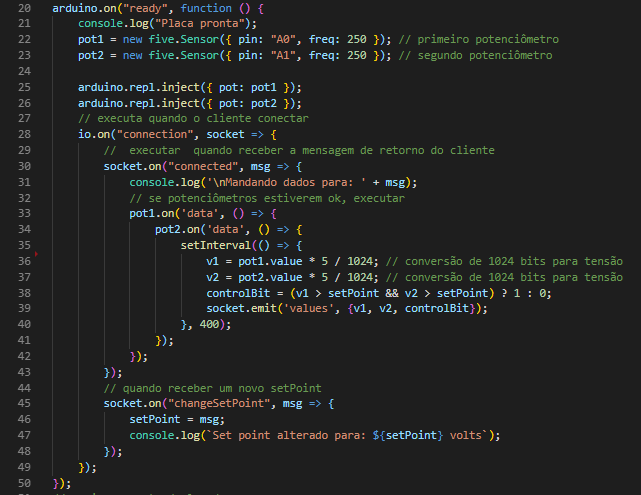 20 arduino.on("ready", function () {
21 console.log("Placa pronta");
22 pot1 = new five.Sensor({ pin: "A0", freq: 250 }); // primeiro potenciômetro
23 pot2 = new five.Sensor({ pin: "A1", freq: 250 }); // segundo potenciômetro
24
25 arduino.repl.inject({ pot: pot1 });
26 arduino.repl.inject({ pot: pot2 });
27 // executa quando o cliente conectar
28 io.on("connection", socket => {
29 //  executar  quando receber a mensagem de retorno do cliente
30 socket.on("connected", msg => {
31 console.log('\nMandando dados para: ' + msg);
32 // se potenciômetros estiverem ok, executar
33 pot1.on('data', () => {
34 pot2.on('data', () => {
35 setInterval(() => {
36 v1 = pot1.value * 5 / 1024; // conversão de 1024 bits para tensão
37 v2 = pot2.value * 5 / 1024; // conversão de 1024 bits para tensão
38 controlBit = (v1 > setPoint && v2 > setPoint) ? 1 : 0;
39 socket.emit('values', {v1, v2, controlBit});
40 }, 400);
41 });
42 });
43 });
44 // quando receber um novo setPoint
45 socket.on("changeSetPoint", msg => {
46 setPoint = msg;
47 console.log(`Set point alterado para: ${setPoint} volts`);
48 });
49 });
50 });